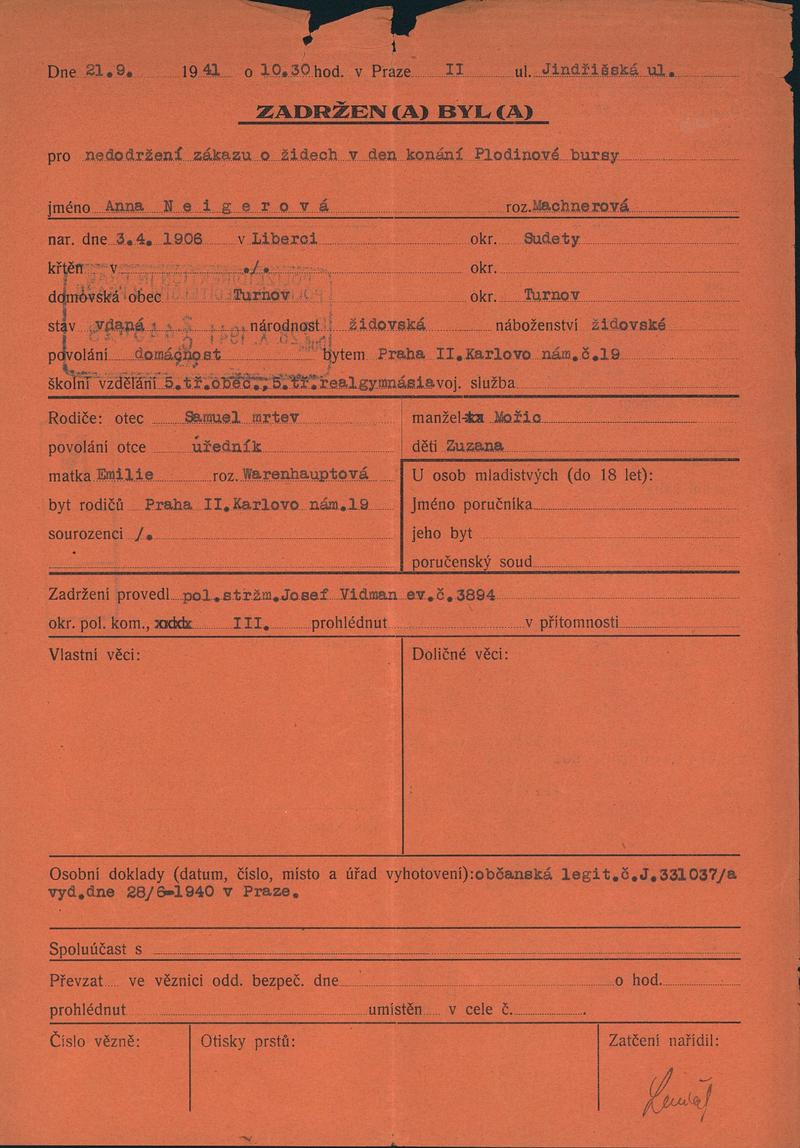 1
Dne 21.9. 1941 o 10.30 hod. v Praze II ul. Jindřišská ul.
ZADRŽEN(A) BYL(A)
pro nedodržení zákazu o židech v den konání Plodinové bursy
jméno Anna Neigerová roz. Machnerová
nar. dne 3.4. 1906 v Liberci okr. Sudety
křtěn v ./. okr.
domovská obec Turnov okr. Turnov
stav vdaná národnost židovská náboženství židovské
povolání domácnost bytem Praha II.Karlovo nám.č.19
školní vzdělání 5.tř.obec., 5.tř.realgymnásia voj. služba
Rodiče: otec Samuel mrtev manžel-xx Mořic
povolání otce úředník děti Zuzana
matka Emilie roz. Warenhauptová U osob mladistvých (do 18 let):
byt rodičů Praha II.Karlovo nám.19 Jméno poručníka
sourozenci /. jeho byt
poručenský soud
Zadržení provedl pol.stržm.Josef Vidman ev.č.3894
okr. pol. kom., III. prohlédnut v přítomnosti
Vlastní věci: Doličné věci:
Osobní doklady (datum, číslo, místo a úřad vyhotovení): občanská legit.č.J.331037/a
vyd.dne 28/6-1940 v Praze.
Spoluúčast s
Převzat ve věznici odd. bezpeč. dne o hod.
prohlédnut umístěn v cele č.
Číslo vězně: Otisky prstů: Zatčení nařídil: